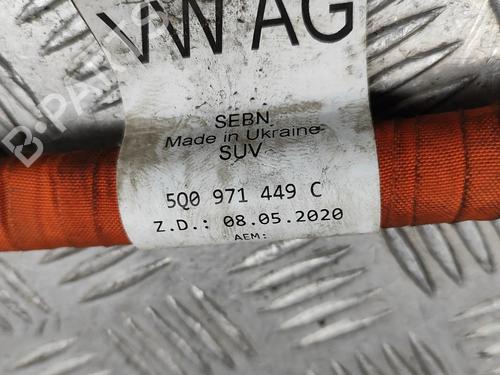 VW AG
SEBN
Made in Ukraine
SUV
5Q0 971 449 C
Z.D.: 08.05.2020
AEM: